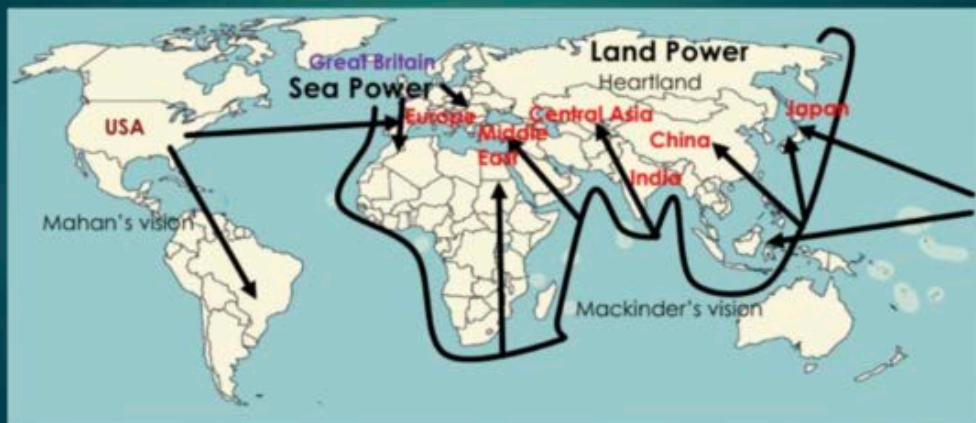 Great Britain
Land Power
Sea Power
Heartland
USA
Europe
Central Asia
Japan
Middle
East
China
India
Mahan's vision
Mackinder's vision